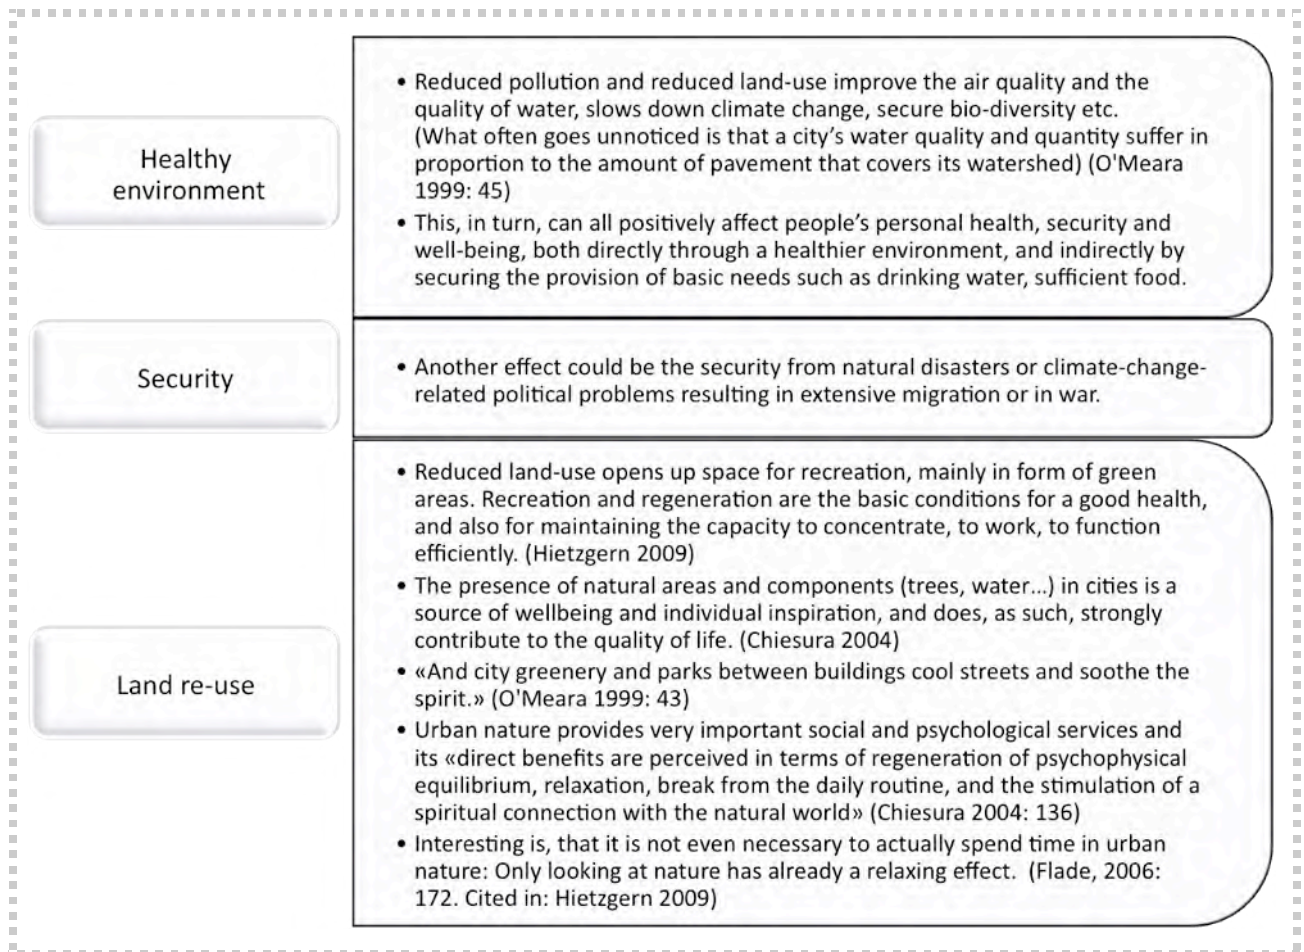 Healthy
environment
• Reduced pollution and reduced land-use improve the air quality and the
quality of water, slows down climate change, secure bio-diversity etc.
(What often goes unnoticed is that a city’s water quality and quantity suffer in
proportion to the amount of pavement that covers its watershed) (O'Meara
1999: 45)
• This, in turn, can all positively affect people’s personal health, security and
well-being, both directly through a healthier environment, and indirectly by
securing the provision of basic needs such as drinking water, sufficient food.
Security
• Another effect could be the security from natural disasters or climate-change-
related political problems resulting in extensive migration or in war.
Land re-use
• Reduced land-use opens up space for recreation, mainly in form of green
areas. Recreation and regeneration are the basic conditions for a good health,
and also for maintaining the capacity to concentrate, to work, to function
efficiently. (Hietzgern 2009)
• The presence of natural areas and components (trees, water...) in cities is a
source of wellbeing and individual inspiration, and does, as such, strongly
contribute to the quality of life. (Chiesura 2004)
• «And city greenery and parks between buildings cool streets and soothe the
spirit.» (O'Meara 1999: 43)
• Urban nature provides very important social and psychological services and
its «direct benefits are perceived in terms of regeneration of psychophysical
equilibrium, relaxation, break from the daily routine, and the stimulation of a
spiritual connection with the natural world» (Chiesura 2004: 136)
• Interesting is, that it is not even necessary to actually spend time in urban
nature: Only looking at nature has already a relaxing effect.  (Flade, 2006:
172. Cited in: Hietzgern 2009)